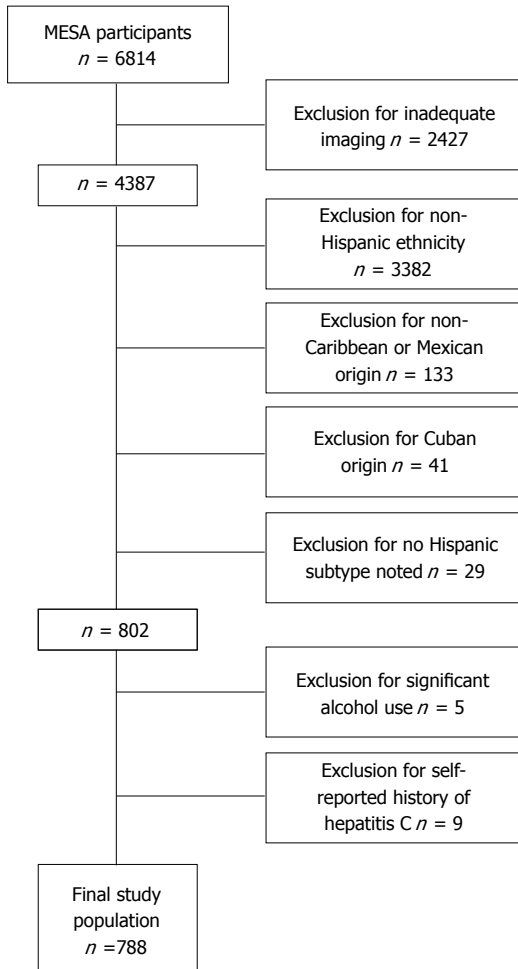 MESA participants
n = 6814
Exclusion for inadequate
imaging n = 2427
n = 4387
Exclusion for non-
Hispanic ethnicity
n = 3382
Exclusion for non-
Caribbean or Mexican
origin n = 133
Exclusion for Cuban
origin n = 41
Exclusion for no Hispanic
subtype noted n = 29
n = 802
Exclusion for significant
alcohol use n = 5
Exclusion for self-
reported history of
hepatitis C n = 9
Final study
population
n =788